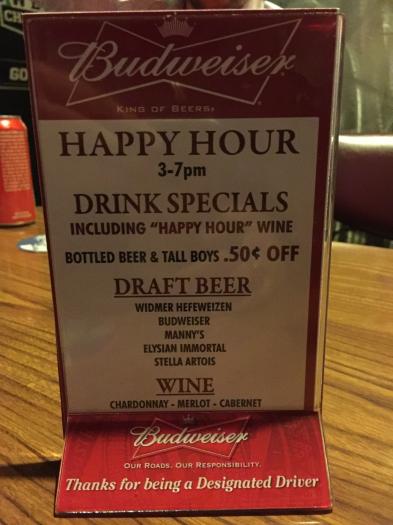 Budweiser
KING OF BEERS®
HAPPY HOUR
3-7pm
DRINK SPECIALS
INCLUDING “HAPPY HOUR” WINE
BOTTLED BEER & TALL BOYS .50¢ OFF
DRAFT BEER
WIDMER HEFEWEIZEN
BUDWEISER
MANNY'S
ELYSIAN IMMORTAL
STELLA ARTOIS
WINE
CHARDONNAY - MERLOT - CABERNET
Budweiser
OUR ROADS. OUR RESPONSIBILITY.
Thanks for being a Designated Driver